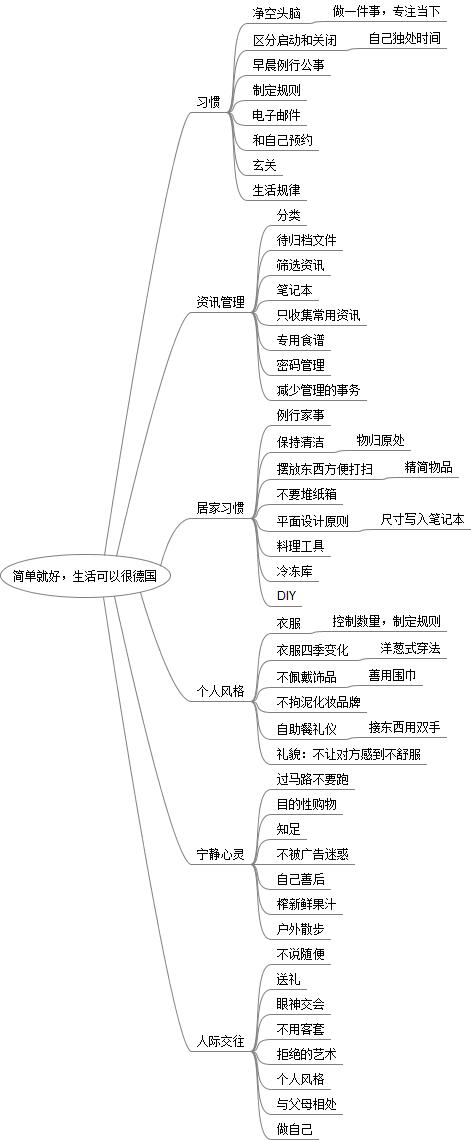 简单就好，生活可以很德国
习惯
净空头脑
做一件事，专注当下
区分启动和关闭
自己独处时间
早晨例行公事
制定规则
电子邮件
和自己预约
玄关
生活规律
资讯管理
分类
待归档文件
筛选资讯
笔记本
只收集常用资讯
专用食谱
密码管理
减少管理的事务
居家习惯
例行家事
保持清洁
物归原处
摆放东西方便打扫
精简物品
不要堆纸箱
平面设计原则
尺寸写入笔记本
料理工具
冷冻库
DIY
个人风格
衣服
控制数量，制定规则
衣服四季变化
洋葱式穿法
不佩戴饰品
善用围巾
不拘泥化妆品牌
自助餐礼仪
接东西用双手
礼貌：不让对方感到不舒服
宁静心灵
过马路不要跑
目的性购物
知足
不被广告迷惑
自己善后
榨新鲜果汁
户外散步
人际交往
不说随便
送礼
眼神交会
不用客套
拒绝的艺术
个人风格
与父母相处
做自己